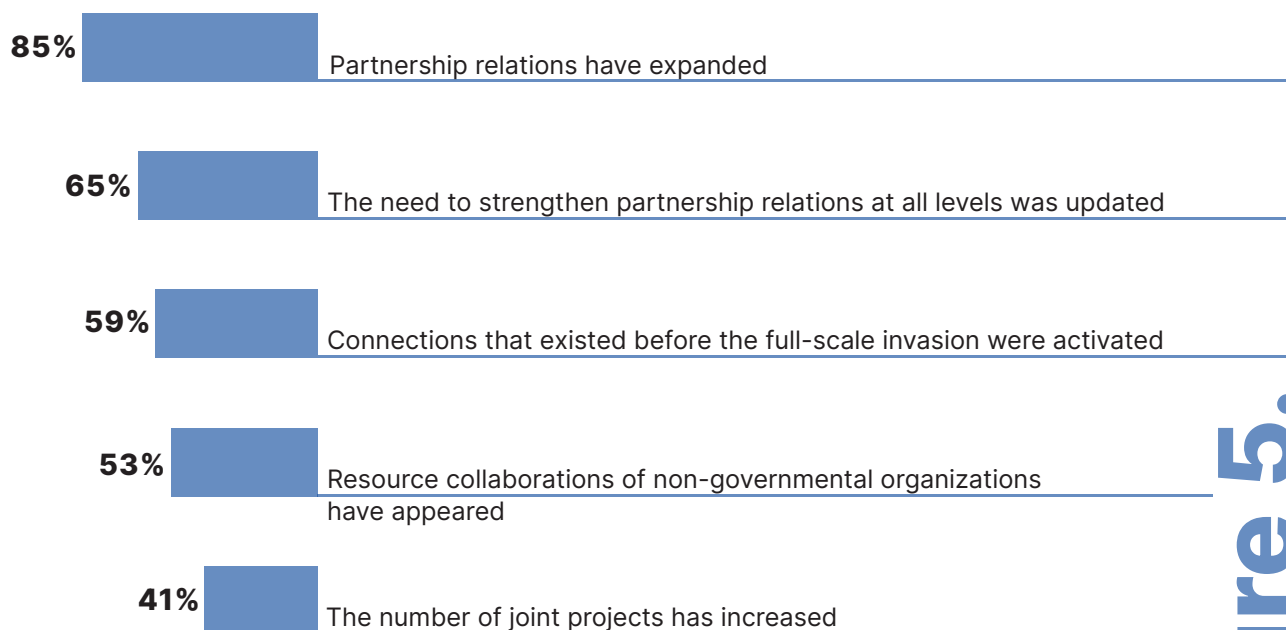 85%
Partnership relations have expanded
65%
The need to strengthen partnership relations at all levels was updated
59%
Connections that existed before the full-scale invasion were activated
53%
Resource collaborations of non-governmental organizations
have appeared
41%
The number of joint projects has increased
ure 5.